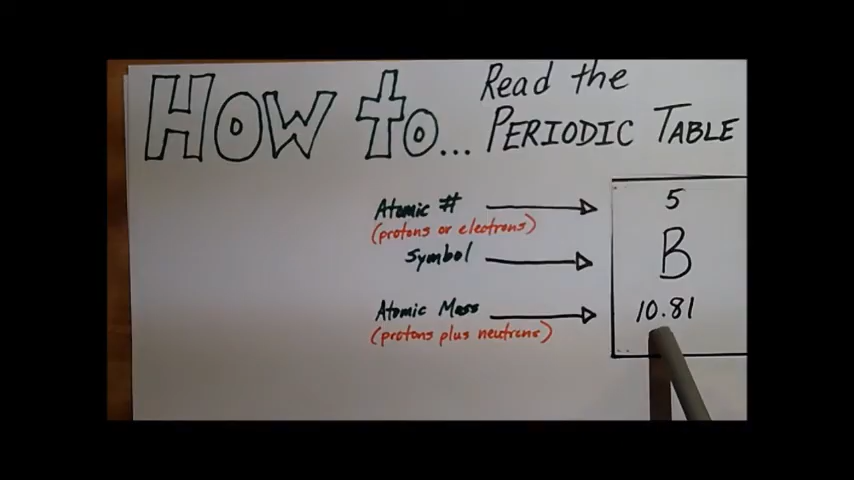 HOW to... Read the
PERIODIC TABLE
Atomic # 5
(protons or electrons)
Symbol B
Atomic Mass 10.81
(protons plus neutrons)